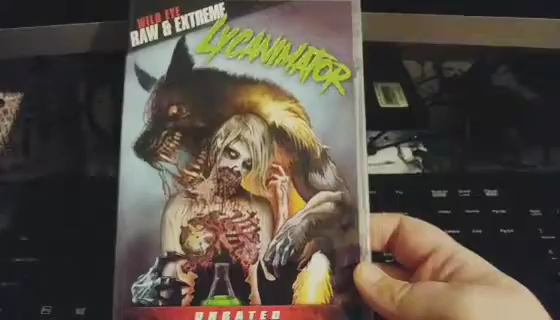 WILD EYE
RAW & EXTREME
LYCANIMATOR
UNRATED